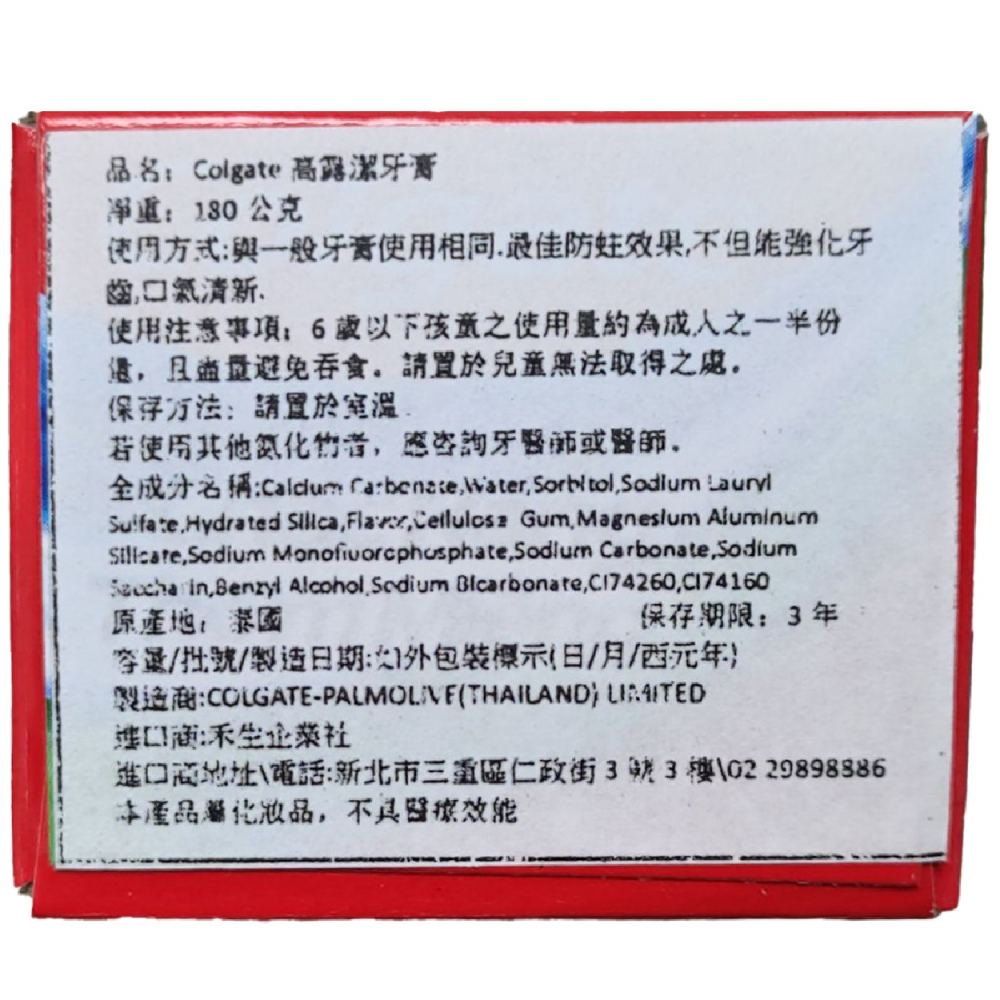 品名：Colgate 高露潔牙膏
淨重：180 公克
使用方式:與一般牙膏使用相同.最佳防蛀效果,不但能強化牙
齒,口氣清新.
使用注意事項：6 歲以下孩童之使用量約為成人之一半份
量，且盡量避免吞食。請置於兒童無法取得之處。
保存方法：請置於室溫.
若使用其他氟化物者，應咨詢牙醫師或醫師。
全成分名稱:Calcium Carbonate,Water,Sorbitol,Sodium Lauryl
Sulfate,Hydrated Silica,Flavor,Cellulose Gum,Magnesium Aluminum
Silicate,Sodium Monofluorophosphate,Sodium Carbonate,Sodium
Saccharin,Benzyl Alcohol,Sodium Bicarbonate,CI74260,CI74160
原產地：泰國 保存期限：3 年
容量/批號/製造日期:如外包裝標示(日/月/西元年)
製造商:COLGATE-PALMOLIVE(THAILAND) LIMITED
進口商:禾生企業社
進口商地址\電話:新北市三重區仁政街 3 號 3 樓\02 29898886
本產品屬化妝品，不具醫療效能